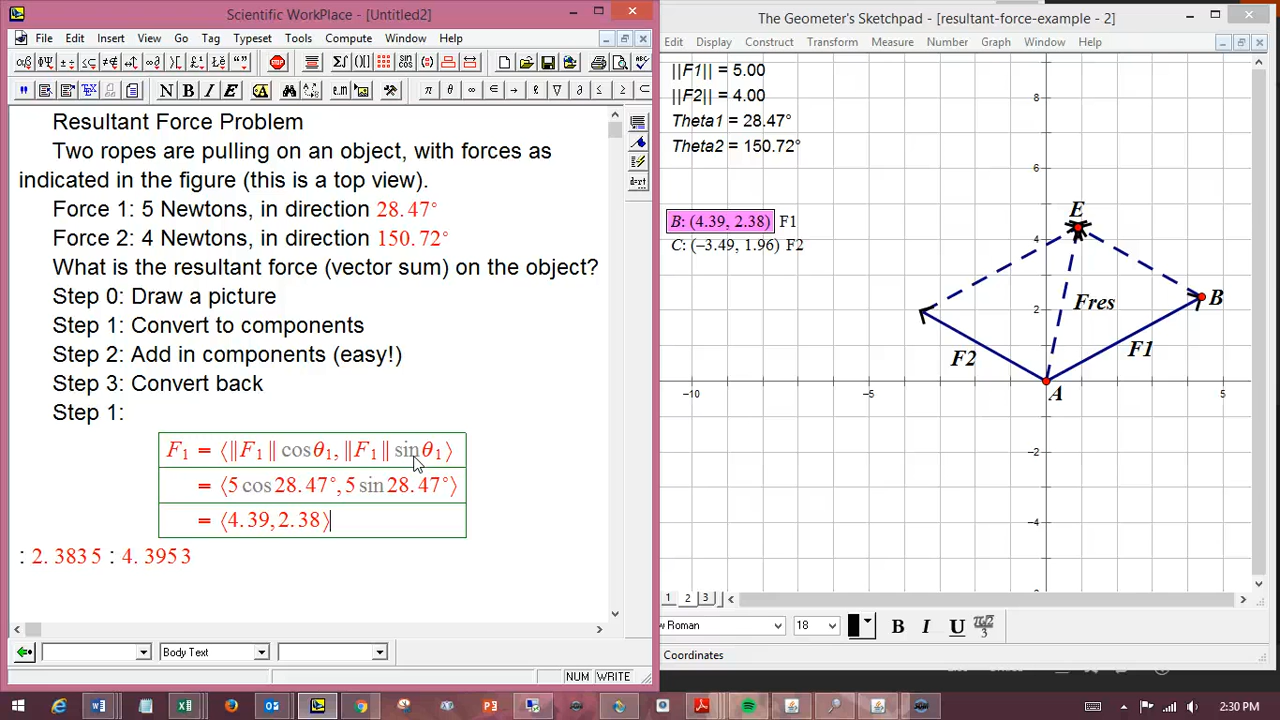 Scientific WorkPlace - [Untitled2]
File Edit Insert View Go Tag Typeset Tools Compute Window Help
Resultant Force Problem
Two ropes are pulling on an object, with forces as
indicated in the figure (this is a top view).
Force 1: 5 Newtons, in direction 28.47°
Force 2: 4 Newtons, in direction 150.72°
What is the resultant force (vector sum) on the object?
Step 0: Draw a picture
Step 1: Convert to components
Step 2: Add in components (easy!)
Step 3: Convert back
Step 1:
F₁ = ⟨‖F₁‖ cosθ₁, ‖F₁‖ sinθ₁⟩
= ⟨5 cos28.47°, 5 sin28.47°⟩
= ⟨4.39, 2.38⟩
: 2.3835 : 4.3953
Body Text
NUM WRITE
The Geometer's Sketchpad - [resultant-force-example - 2]
Edit Display Construct Transform Measure Number Graph Window Help
||F1|| = 5.00
||F2|| = 4.00
Theta1 = 28.47°
Theta2 = 150.72°
B: (4.39, 2.38) F1
C: (–3.49, 1.96) F2
8
6
E
4
B
2
Fres
F2
F1
-10
-5
A
5
-2
-4
1 2 3
Roman 18 B I U
Coordinates
2:30 PM